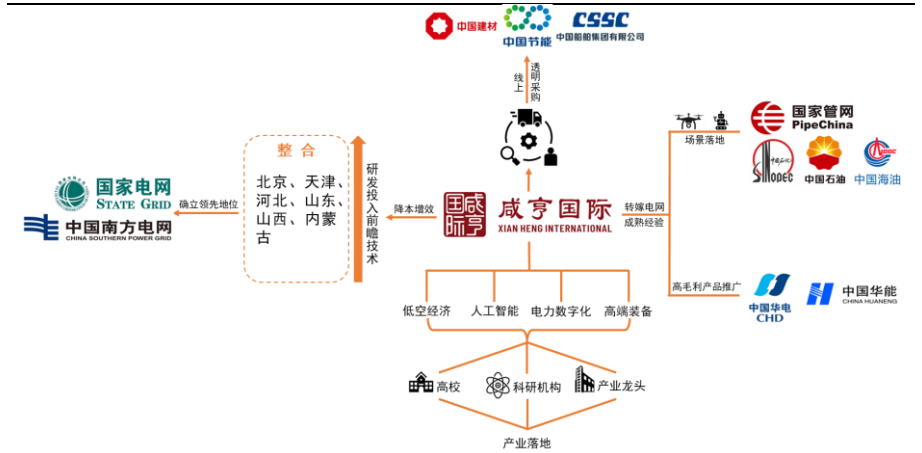 中国建材
中国节能
CSSC
中国船舶集团有限公司
线上
透明采购
整 合
北京、天津、
河北、山东、
山西、内蒙
古
研发投入前瞻技术
国家电网
STATE GRID
中国南方电网
CHINA SOUTHERN POWER GRID
确立领先地位
降本增效
咸亨国际
咸亨国际
XIAN HENG INTERNATIONAL
转嫁电网
成熟经验
场景落地
国家管网
PipeChina
Sinopec
中国石油
CNOOC
中国海油
高毛利产品推广
中国华电
CHD
中国华能
CHINA HUANENG
低空经济
人工智能
电力数字化
高端装备
高校
科研机构
产业龙头
产业落地